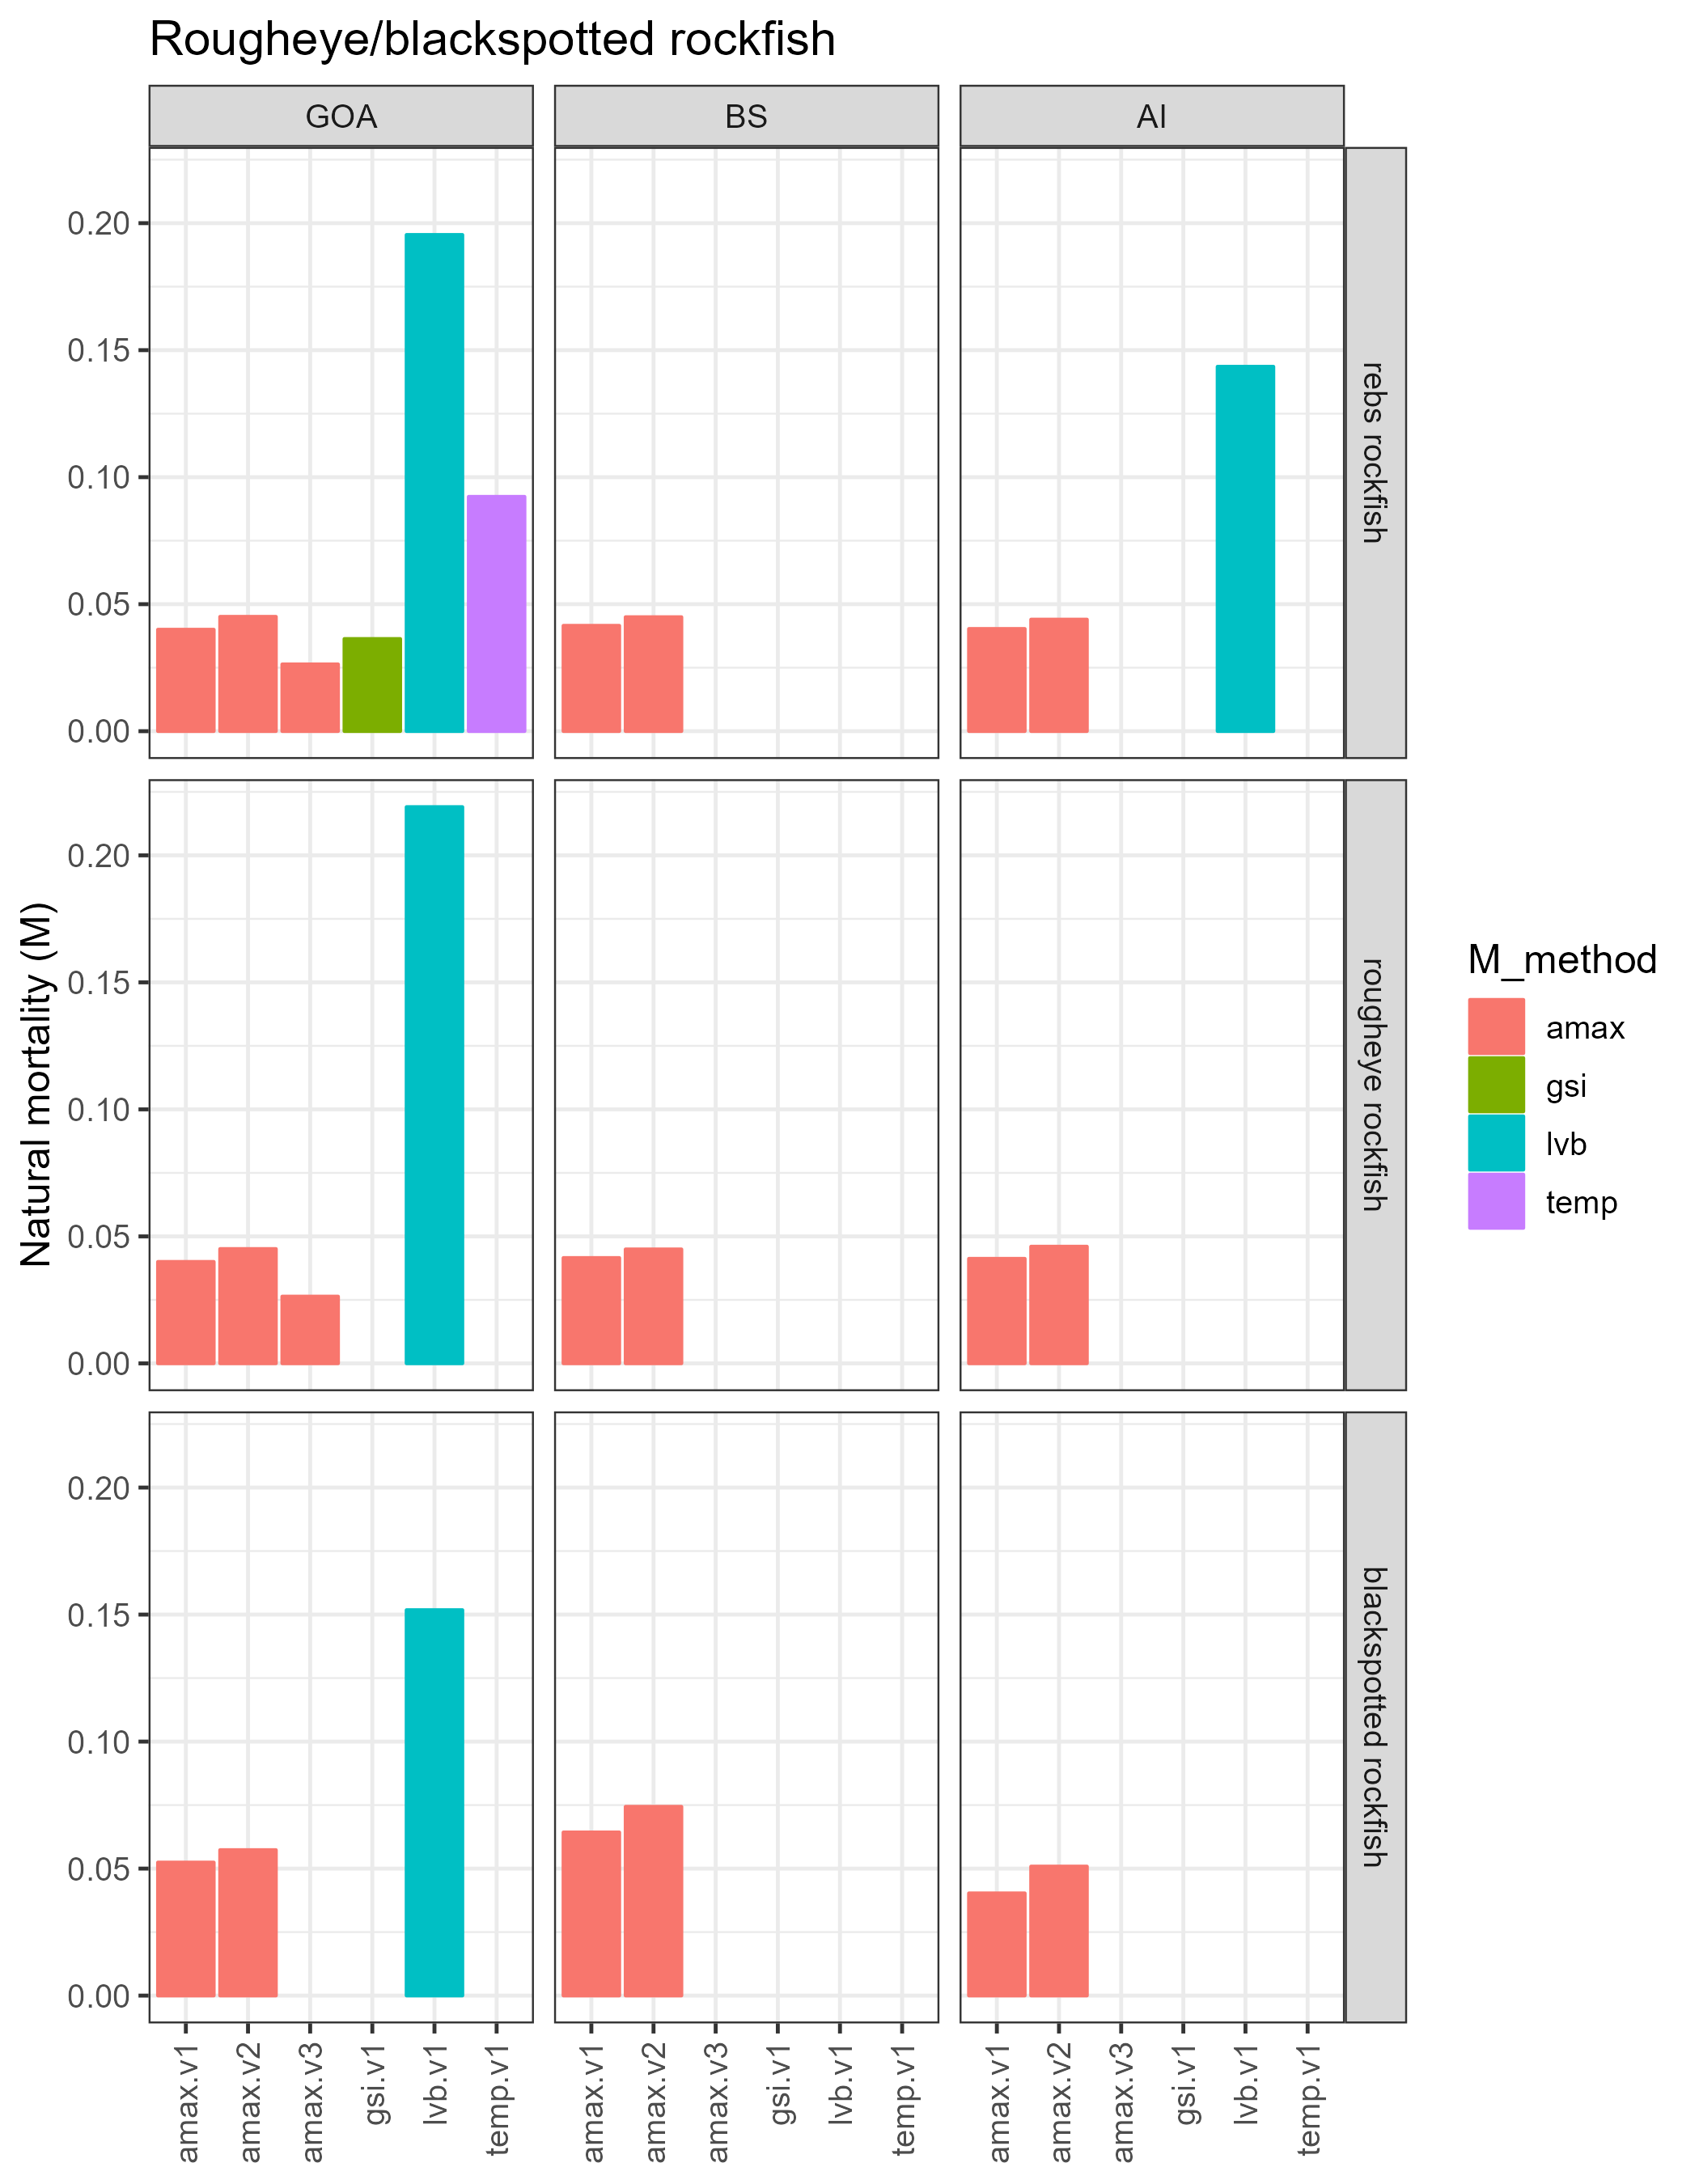 Rougheye/blackspotted rockfish
GOA
BS
AI
0.20
0.15
0.10
0.05
0.00
rebs rockfish
0.20
0.15
0.10
0.05
0.00
rougheye rockfish
0.20
0.15
0.10
0.05
0.00
blackspotted rockfish
Natural mortality (M)
amax.v1
amax.v2
amax.v3
gsi.v1
lvb.v1
temp.v1
amax.v1
amax.v2
amax.v3
gsi.v1
lvb.v1
temp.v1
amax.v1
amax.v2
amax.v3
gsi.v1
lvb.v1
temp.v1
M_method
amax
gsi
lvb
temp